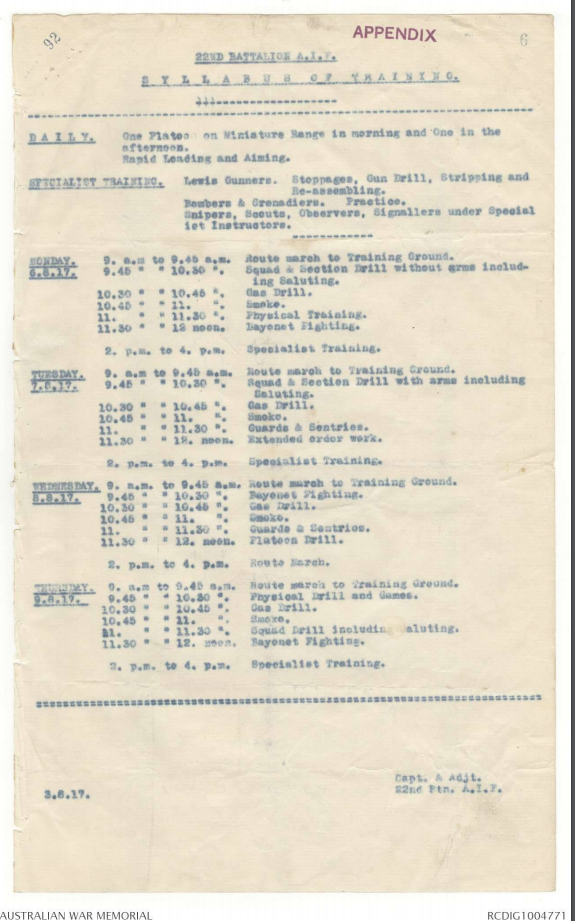 92
APPENDIX
6
22ND BATTALION A.I.F.
SYLLABUS OF TRAINING.
DAILY. One Platoon on Miniature Range in morning and One in the
afternoon.
Rapid Loading and Aiming.
SPECIALIST TRAINING. Lewis Gunners. Stoppages, Gun Drill, Stripping and
Re-assembling.
Bombers & Grenadiers. Practice.
Snipers, Scouts, Observers, Signallers under Special
ist Instructors.
MONDAY. 9. a.m to 9.45 a.m. Route march to Training Ground.
6.8.17. 9.45 " " 10.30 ". Squad & Section Drill without arms includ-
ing Saluting.
10.30 " " 10.45 ". Gas Drill.
10.45 " " 11. ". Smoke.
11. " " 11.30 ". Physical Training.
11.30 " " 12 noon. Bayonet Fighting.
2. p.m. to 4. p.m. Specialist Training.
TUESDAY. 9. a.m to 9.45 a.m. Route march to Training Ground.
7.8.17. 9.45 " " 10.30 ". Squad & Section Drill with arms including
Saluting.
10.30 " " 10.45 ". Gas Drill.
10.45 " " 11. ". Smoke.
11. " " 11.30 ". Guards & Sentries.
11.30 " " 12. noon. Extended order work.
2. p.m. to 4. p.m. Specialist Training.
WEDNESDAY. 9. a.m to 9.45 a.m. Route march to Training Ground.
8.8.17. 9.45 " " 10.30 ". Bayonet Fighting.
10.30 " " 10.45 ". Gas Drill.
10.45 " " 11. ". Smoke.
11. " " 11.30 ". Guards & Sentries.
11.30 " " 12. noon. Platoon Drill.
2. p.m. to 4. p.m. Route March.
THURSDAY. 9. a.m to 9.45 a.m. Route march to Training Ground.
9.8.17. 9.45 " " 10.30 ". Physical Drill and Games.
10.30 " " 10.45 ". Gas Drill.
10.45 " " 11. ". Smoke.
11. " " 11.30 ". Squad Drill including saluting.
11.30 " " 12. noon. Bayonet Fighting.
2. p.m. to 4. p.m. Specialist Training.
Capt. & Adjt.
3.8.17. 22nd Btn. A.I.F.
AUSTRALIAN WAR MEMORIAL
RCDIG1004771